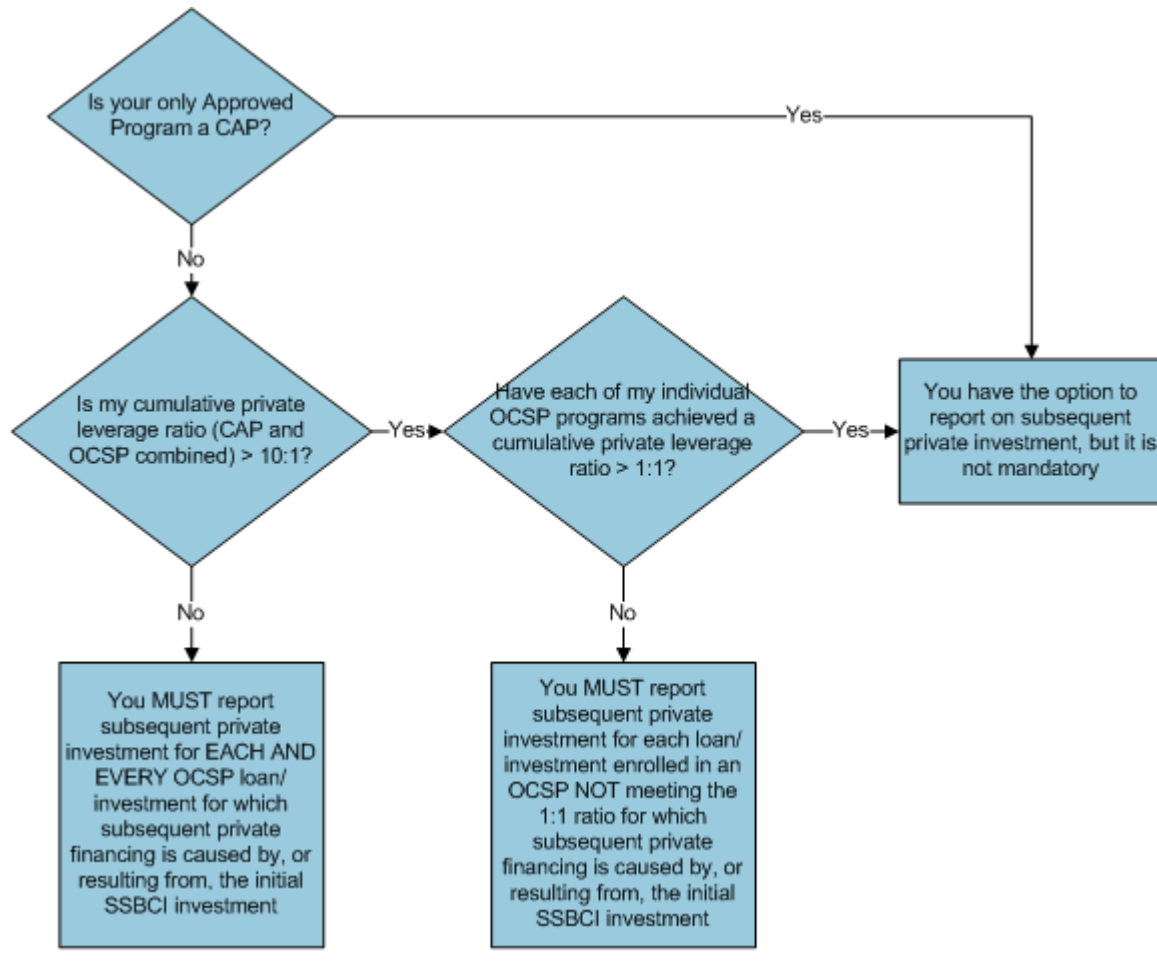 Is your only Approved
Program a CAP?
Yes
No
Is my cumulative private
leverage ratio (CAP and
OCSP combined) > 10:1?
Yes
Have each of my individual
OCSP programs achieved a
cumulative private leverage
ratio > 1:1?
Yes
You have the option to
report on subsequent
private investment, but it is
not mandatory
No
No
You MUST report
subsequent private
investment for EACH AND
EVERY OCSP loan/
investment for which
subsequent private
financing is caused by, or
resulting from, the initial
SSBCI investment
You MUST report
subsequent private
investment for each loan/
investment enrolled in an
OCSP NOT meeting the
1:1 ratio for which
subsequent private
financing is caused by, or
resulting from, the initial
SSBCI investment